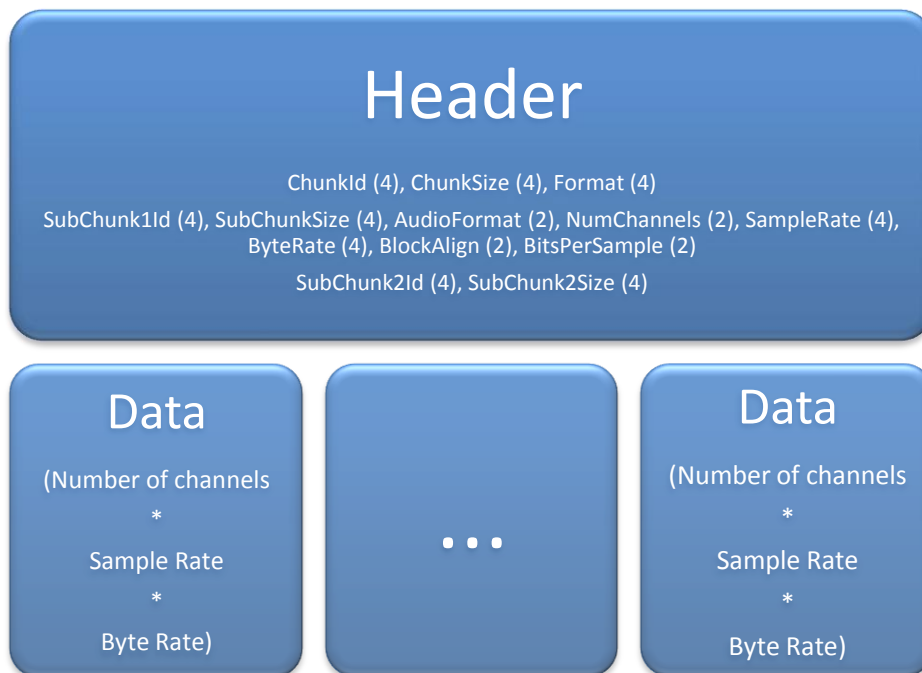 Header
ChunkId (4), ChunkSize (4), Format (4)
SubChunk1Id (4), SubChunkSize (4), AudioFormat (2), NumChannels (2), SampleRate (4),
ByteRate (4), BlockAlign (2), BitsPerSample (2)
SubChunk2Id (4), SubChunk2Size (4)
Data
(Number of channels
*
Sample Rate
*
Byte Rate)
...
Data
(Number of channels
*
Sample Rate
*
Byte Rate)